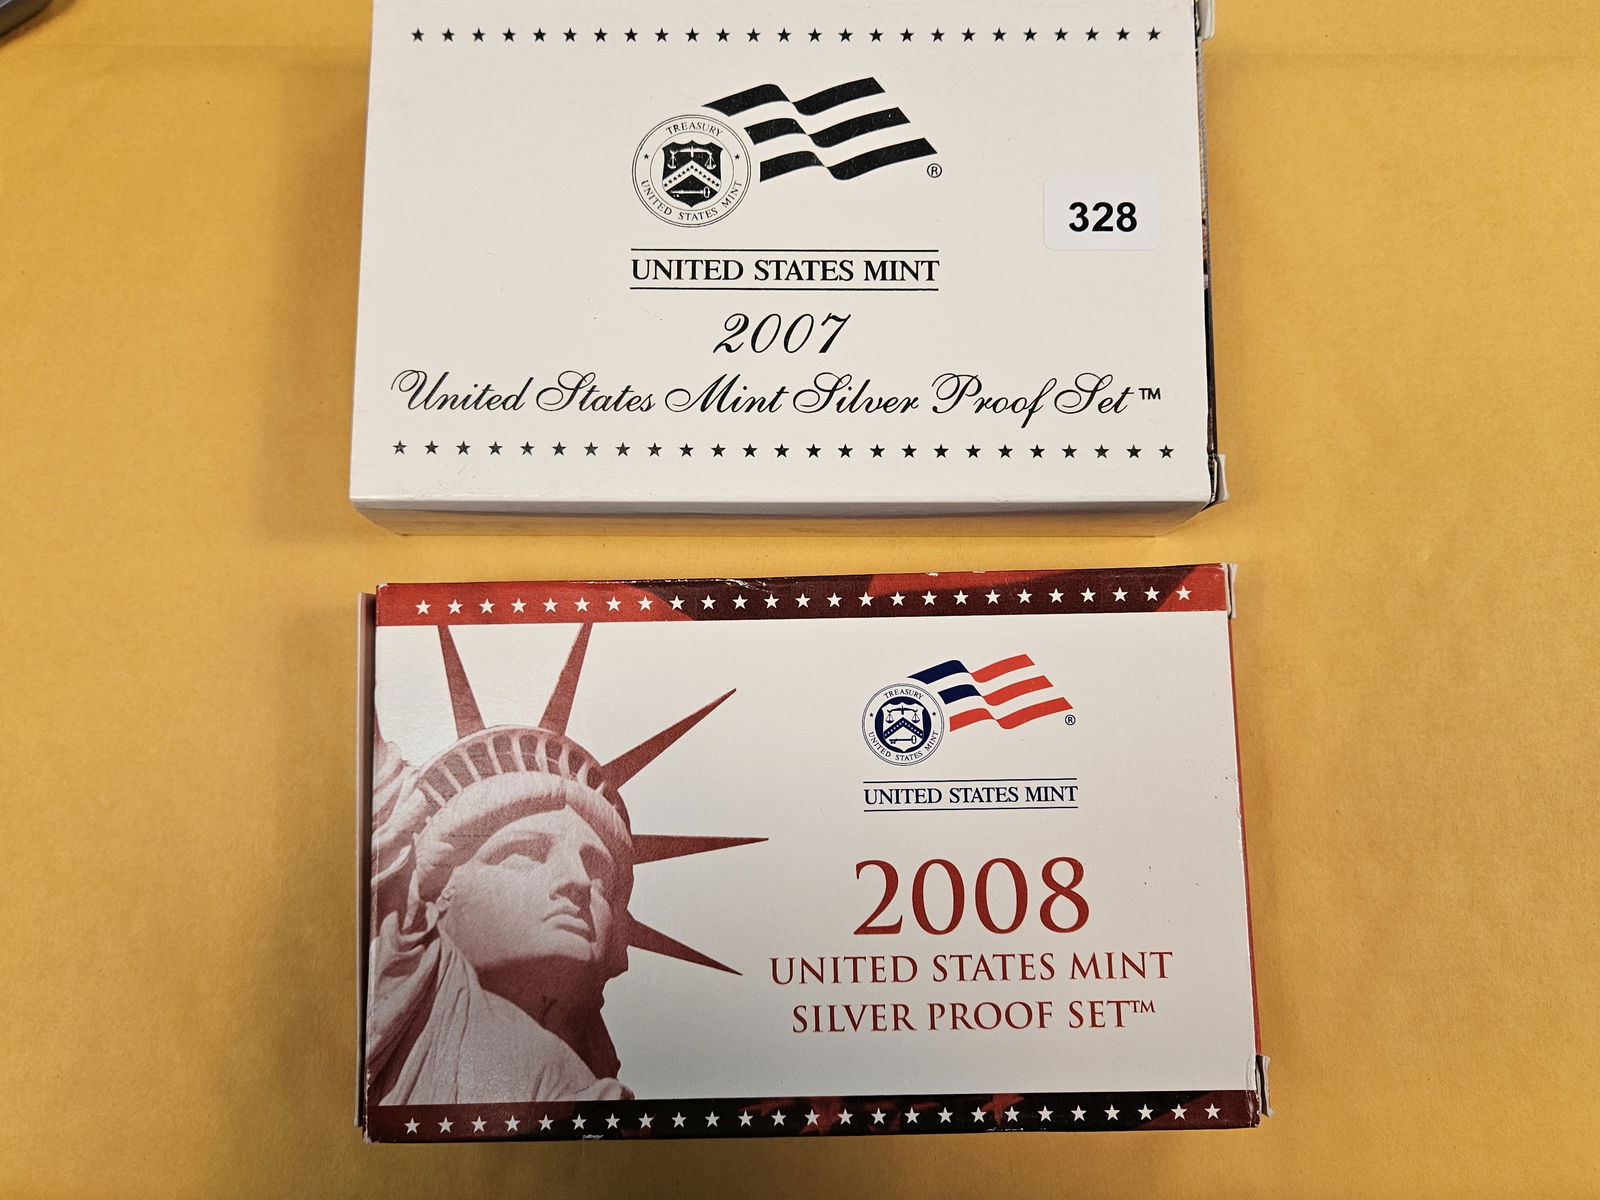 TREASURY
UNITED STATES MINT
®
328
UNITED STATES MINT
2007
United States Mint Silver Proof Set™
TREASURY
UNITED STATES MINT
®
UNITED STATES MINT
2008
UNITED STATES MINT
SILVER PROOF SET™